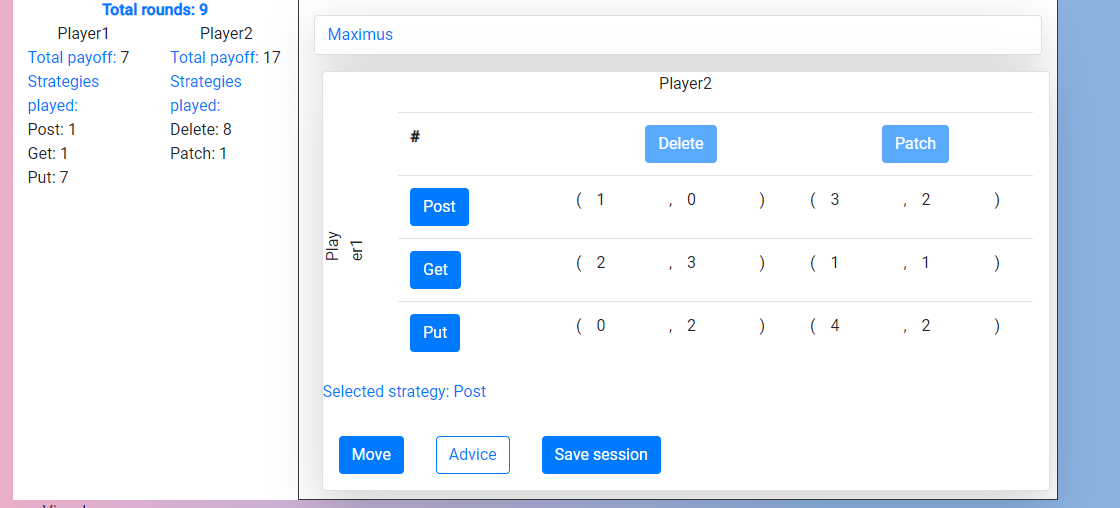 Total rounds: 9
Player1 Player2
Total payoff: 7 Total payoff: 17
Strategies played: Strategies played:
Post: 1 Delete: 8
Get: 1 Patch: 1
Put: 7
Maximus
Player2
Player1
# Delete Patch
Post ( 1 , 0 ) ( 3 , 2 )
Get ( 2 , 3 ) ( 1 , 1 )
Put ( 0 , 2 ) ( 4 , 2 )
Selected strategy: Post
Move Advice Save session